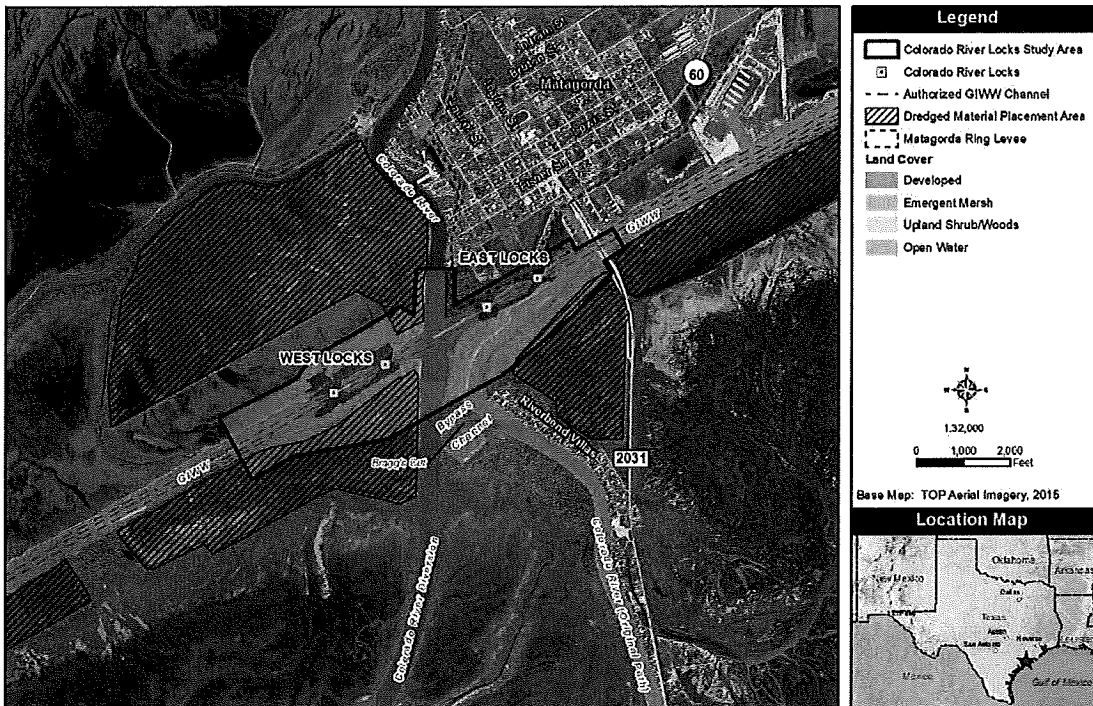 Matagorda
60
Colorado River
GIWW
EAST LOCKS
WEST LOCKS
Bypass
Channel
Riverbend Village
Bragg's Cut
2031
GIWW
Colorado River Diversion
Colorado River (Original Path)
Legend
Colorado River Locks Study Area
Colorado River Locks
Authorized GIWW Channel
Dredged Material Placement Area
Matagorda Ring Levee
Land Cover
Developed
Emergent Marsh
Upland Shrub/Woods
Open Water
N
W
E
S
1:32,000
0 1,000 2,000
Feet
Base Map: TOP Aerial Imagery, 2015
Location Map
Oklahoma
Arkansas
New Mexico
Dallas
Texas
Austin
San Antonio
Houston
Mexico
Gulf of Mexico